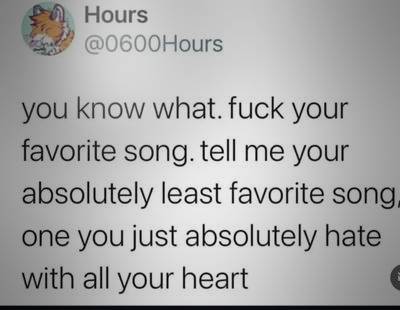 Hours
@0600Hours
you know what. fuck your
favorite song. tell me your
absolutely least favorite song,
one you just absolutely hate
with all your heart